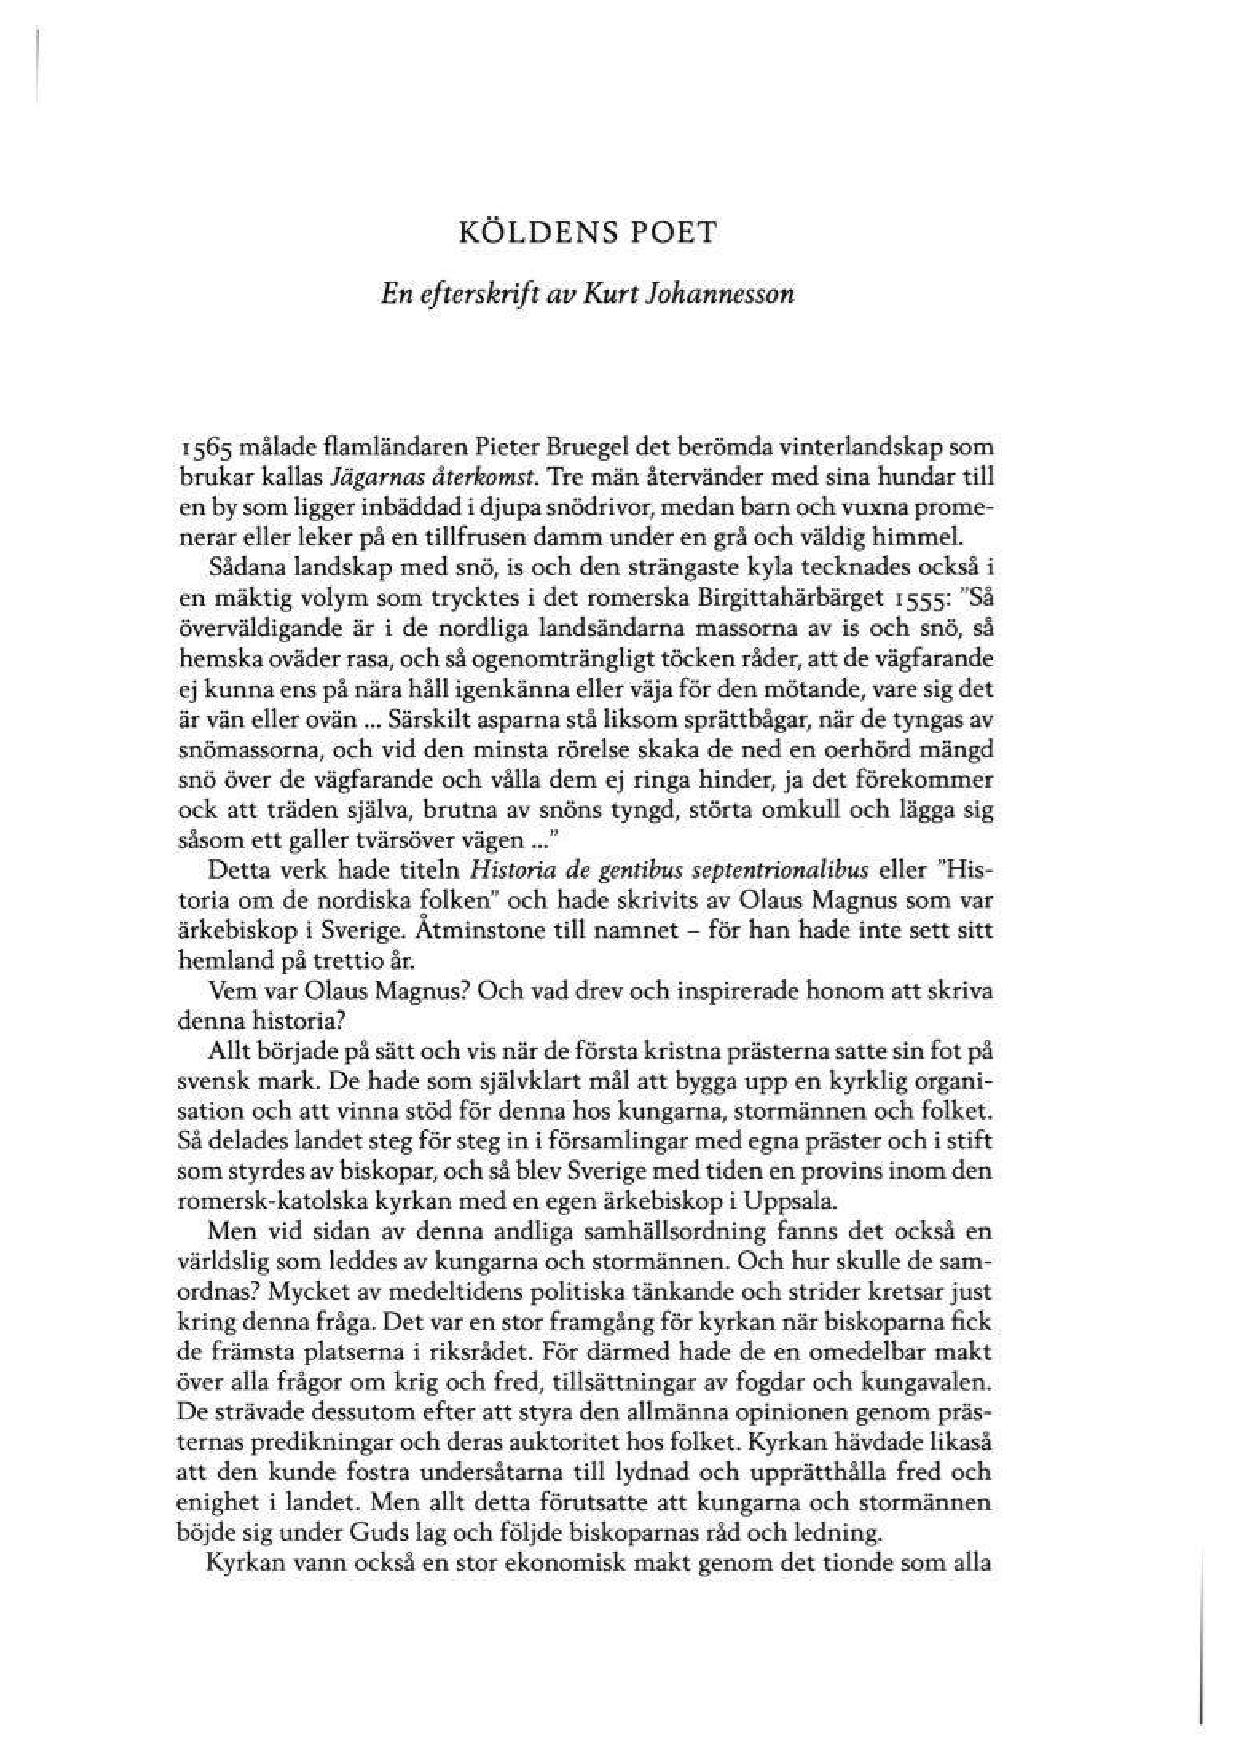 KÖLDENS POET
En efterskrift av Kurt Johannesson
1565 målade flamländaren Pieter Bruegel det berömda vinterlandskap som
brukar kallas Jägarnas återkomst. Tre män återvänder med sina hundar till
en by som ligger inbäddad i djupa snödrivor, medan barn och vuxna prome-
nerar eller leker på en tillfrusen damm under en grå och väldig himmel.
Sådana landskap med snö, is och den strängaste kyla tecknades också i
en mäktig volym som trycktes i det romerska Birgittahärbärget 1555: "Så
överväldigande är i de nordliga landsändarna massorna av is och snö, så
hemska oväder rasa, och så ogenomträngligt töcken råder, att de vägfarande
ej kunna ens på nära håll igenkänna eller väja för den mötande, vare sig det
är vän eller ovän ... Särskilt asparna stå liksom sprättbågar, när de tyngas av
snömassorna, och vid den minsta rörelse skaka de ned en oerhörd mängd
snö över de vägfarande och vålla dem ej ringa hinder, ja det förekommer
ock att träden själva, brutna av snöns tyngd, störta omkull och lägga sig
såsom ett galler tvärsöver vägen ..."
Detta verk hade titeln Historia de gentibus septentrionalibus eller "His-
toria om de nordiska folken" och hade skrivits av Olaus Magnus som var
ärkebiskop i Sverige. Åtminstone till namnet – för han hade inte sett sitt
hemland på trettio år.
Vem var Olaus Magnus? Och vad drev och inspirerade honom att skriva
denna historia?
Allt började på sätt och vis när de första kristna prästerna satte sin fot på
svensk mark. De hade som självklart mål att bygga upp en kyrklig organi-
sation och att vinna stöd för denna hos kungarna, stormännen och folket.
Så delades landet steg för steg in i församlingar med egna präster och i stift
som styrdes av biskopar, och så blev Sverige med tiden en provins inom den
romersk-katolska kyrkan med en egen ärkebiskop i Uppsala.
Men vid sidan av denna andliga samhällsordning fanns det också en
världslig som leddes av kungarna och stormännen. Och hur skulle de sam-
ordnas? Mycket av medeltidens politiska tänkande och strider kretsar just
kring denna fråga. Det var en stor framgång för kyrkan när biskoparna fick
de främsta platserna i riksrådet. För därmed hade de en omedelbar makt
över alla frågor om krig och fred, tillsättningar av fogdar och kungavalen.
De strävade dessutom efter att styra den allmänna opinionen genom präs-
ternas predikningar och deras auktoritet hos folket. Kyrkan hävdade likaså
att den kunde fostra undersåtarna till lydnad och upprätthålla fred och
enighet i landet. Men allt detta förutsatte att kungarna och stormännen
böjde sig under Guds lag och följde biskoparnas råd och ledning.
Kyrkan vann också en stor ekonomisk makt genom det tionde som alla